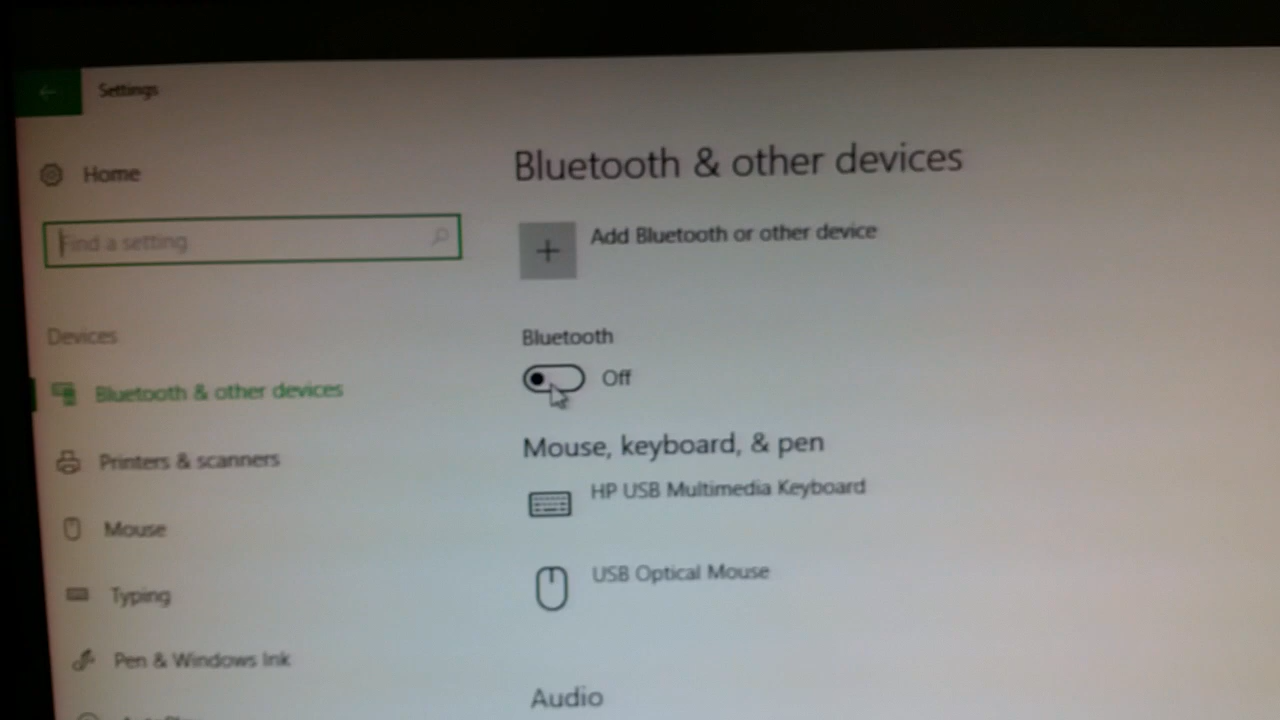 Settings
Home
Find a setting
Devices
Bluetooth & other devices
Printers & scanners
Mouse
Typing
Pen & Windows Ink
Bluetooth & other devices
Add Bluetooth or other device
Bluetooth
Off
Mouse, keyboard, & pen
HP USB Multimedia Keyboard
USB Optical Mouse
Audio